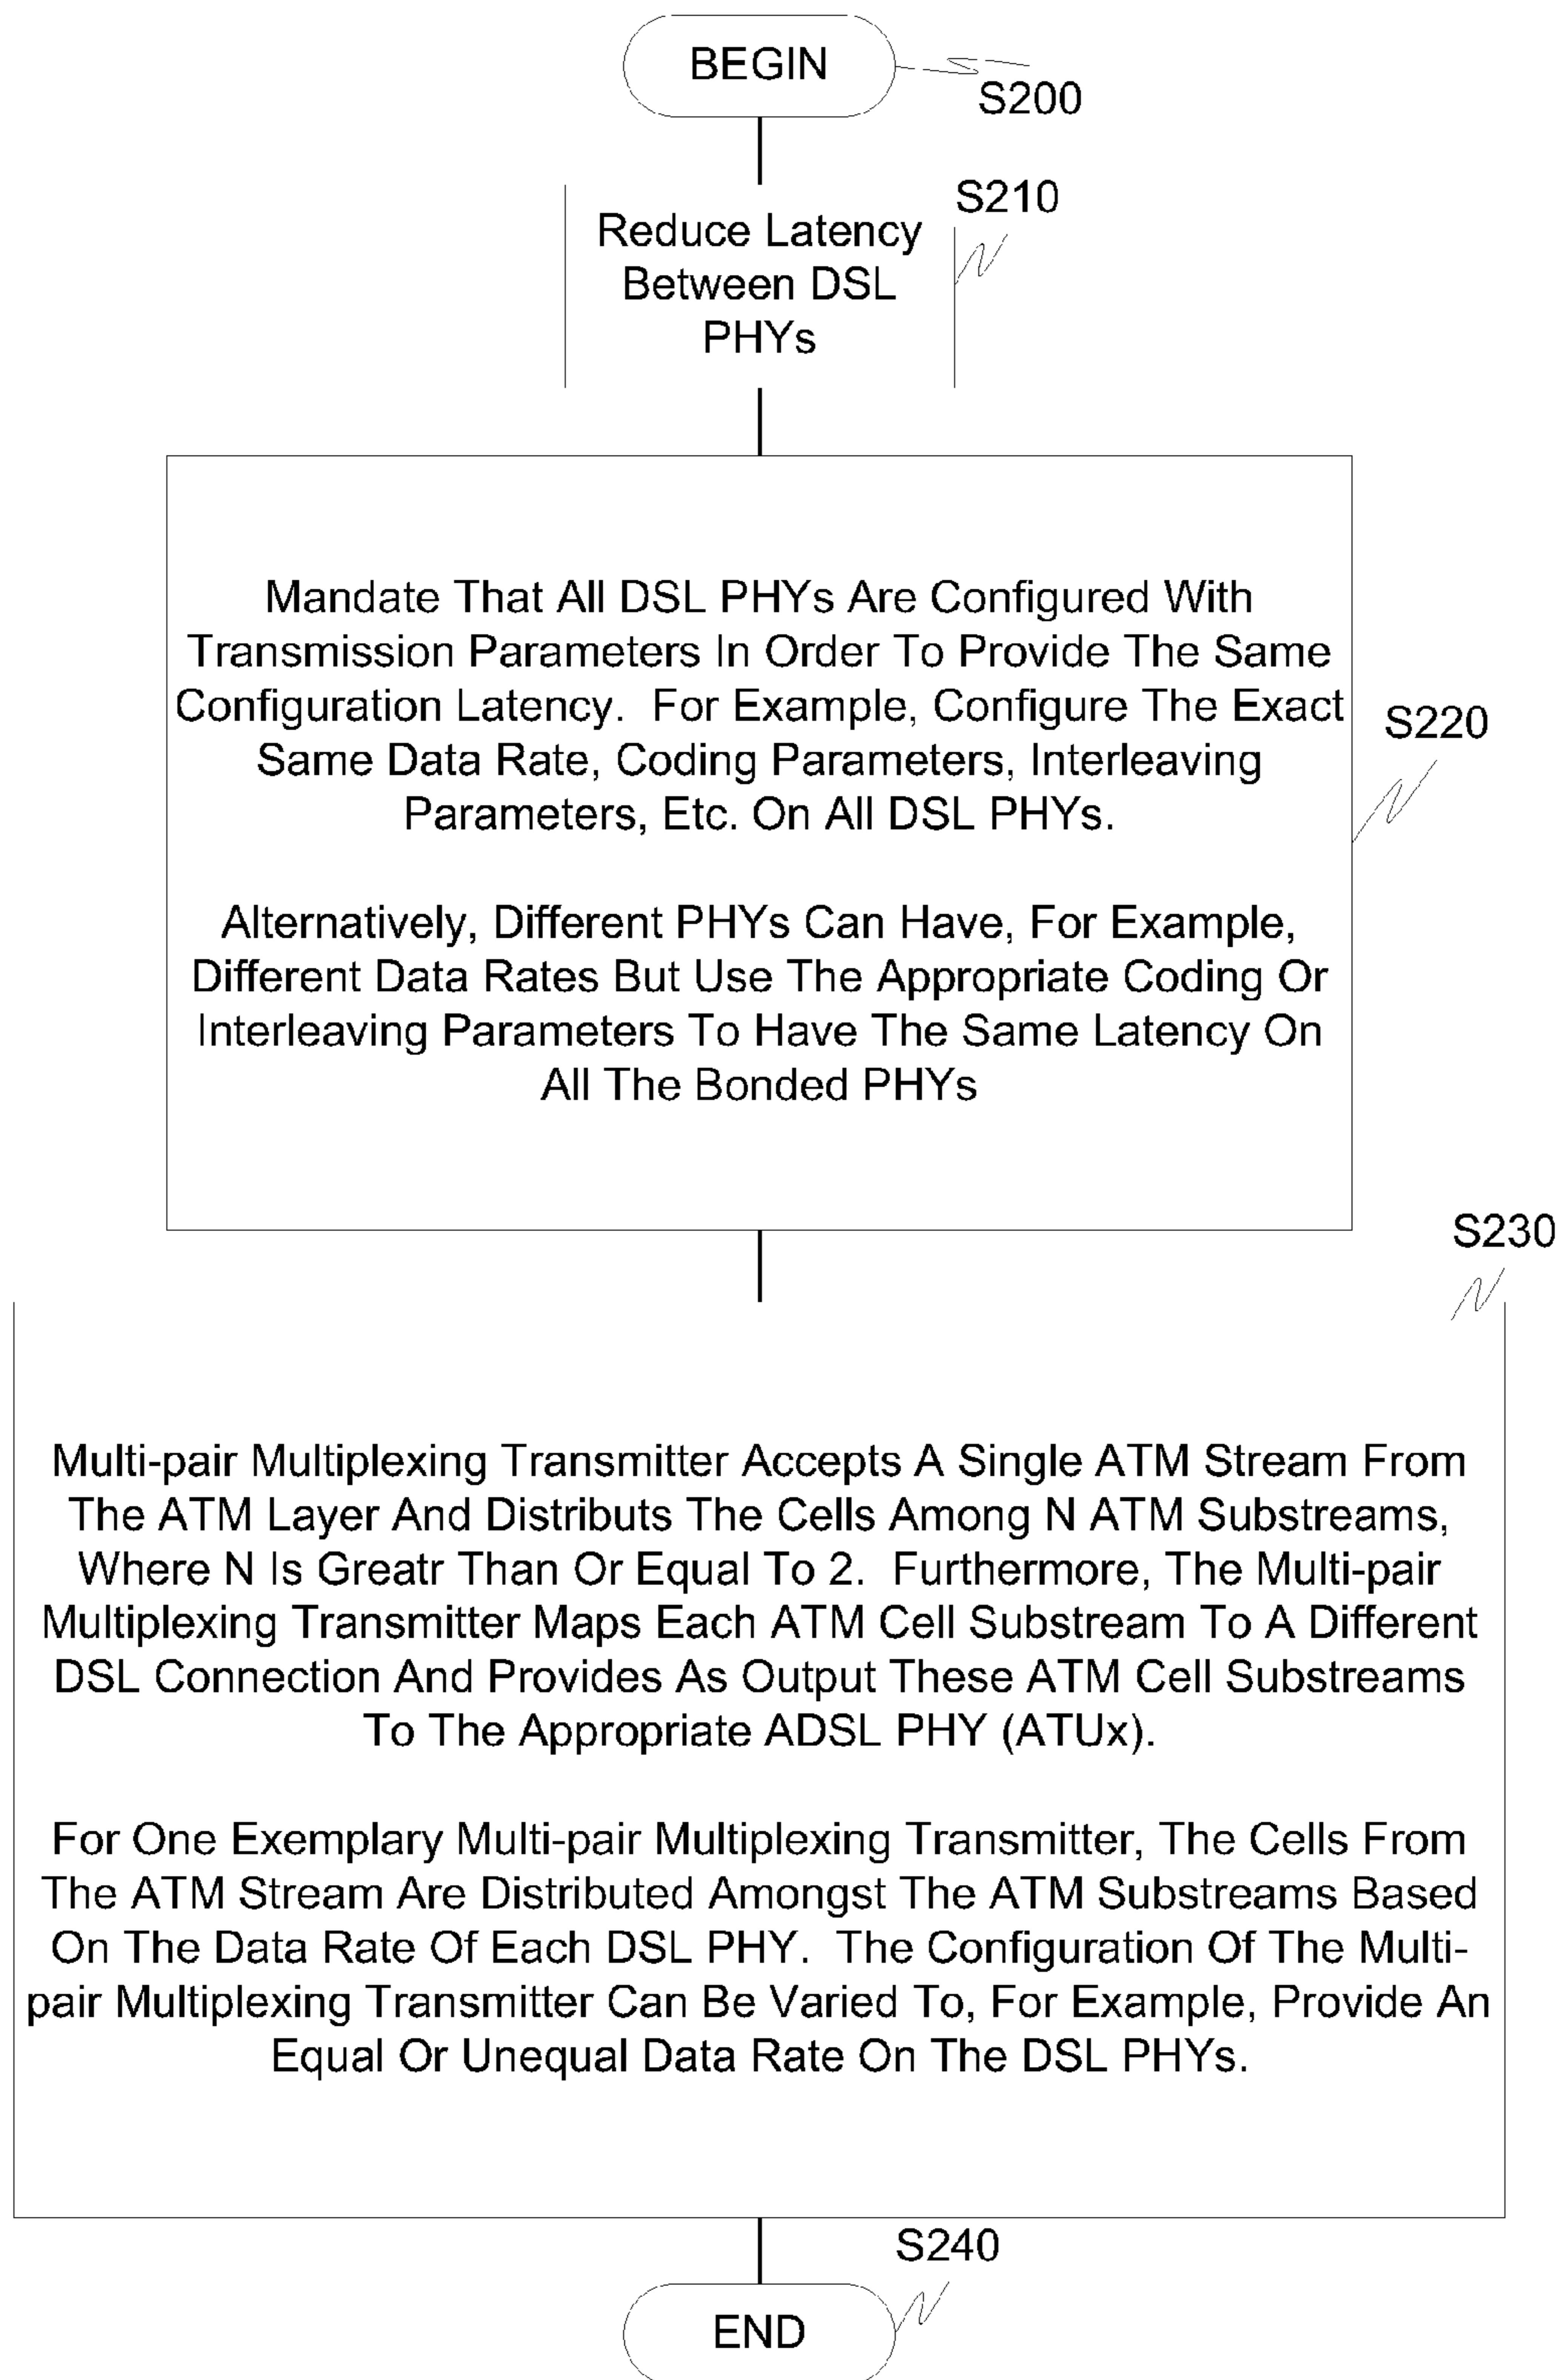 BEGIN
S200
S210
Reduce Latency
Between DSL
PHYs
Mandate That All DSL PHYs Are Configured With
Transmission Parameters In Order To Provide The Same
Configuration Latency.  For Example, Configure The Exact
Same Data Rate, Coding Parameters, Interleaving
Parameters, Etc. On All DSL PHYs.
Alternatively, Different PHYs Can Have, For Example,
Different Data Rates But Use The Appropriate Coding Or
Interleaving Parameters To Have The Same Latency On
All The Bonded PHYs
S220
S230
Multi-pair Multiplexing Transmitter Accepts A Single ATM Stream From
The ATM Layer And Distributs The Cells Among N ATM Substreams,
Where N Is Greatr Than Or Equal To 2.  Furthermore, The Multi-pair
Multiplexing Transmitter Maps Each ATM Cell Substream To A Different
DSL Connection And Provides As Output These ATM Cell Substreams
To The Appropriate ADSL PHY (ATUx).
For One Exemplary Multi-pair Multiplexing Transmitter, The Cells From
The ATM Stream Are Distributed Amongst The ATM Substreams Based
On The Data Rate Of Each DSL PHY.  The Configuration Of The Multi-
pair Multiplexing Transmitter Can Be Varied To, For Example, Provide An
Equal Or Unequal Data Rate On The DSL PHYs.
S240
END